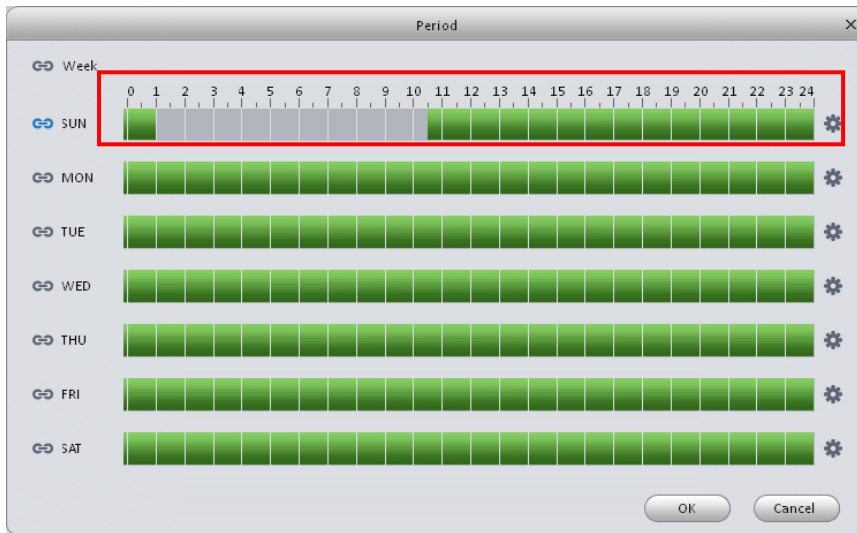 Period
Week
0 1 2 3 4 5 6 7 8 9 10 11 12 13 14 15 16 17 18 19 20 21 22 23 24
SUN
MON
TUE
WED
THU
FRI
SAT
OK Cancel